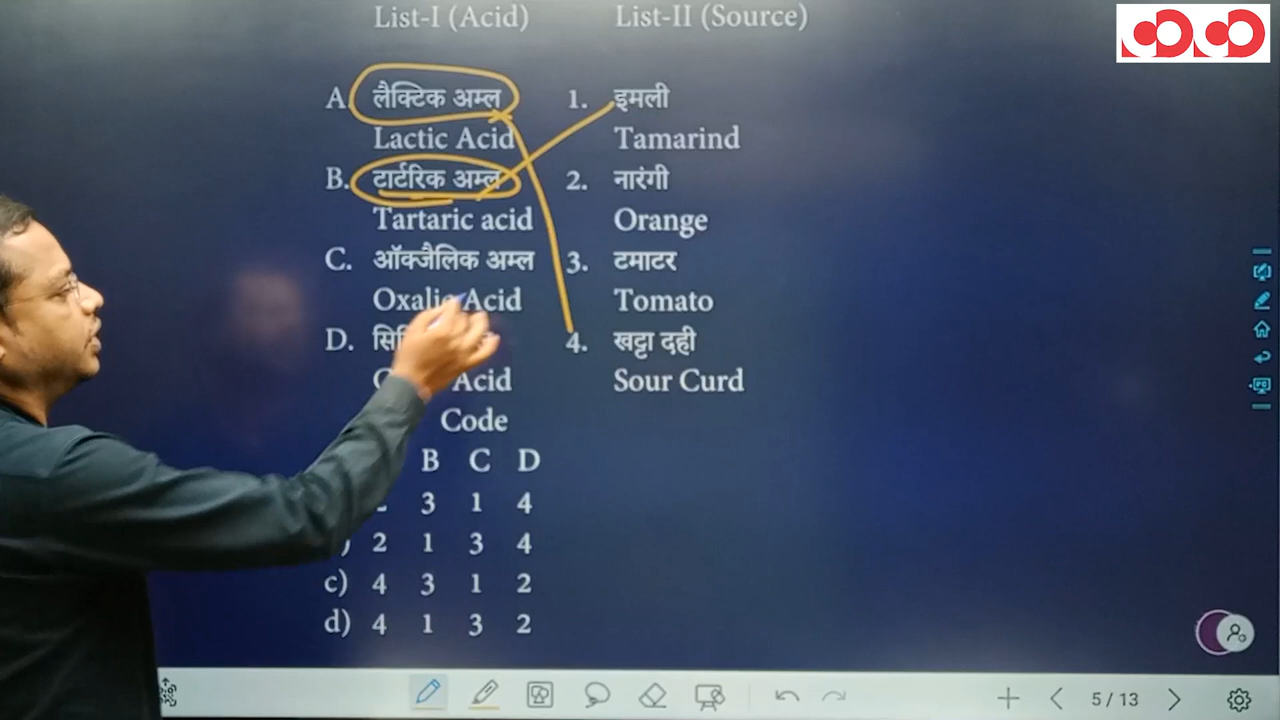 List-I (Acid) List-II (Source)
A. लैक्टिक अम्ल 1. इमली
Lactic Acid Tamarind
B. टार्टरिक अम्ल 2. नारंगी
Tartaric acid Orange
C. ऑक्जैलिक अम्ल 3. टमाटर
Oxalic Acid Tomato
D. 4. खट्टा दही
Acid Sour Curd
Code
B C D
3 1 4
) 2 1 3 4
c) 4 3 1 2
d) 4 1 3 2
5 / 13